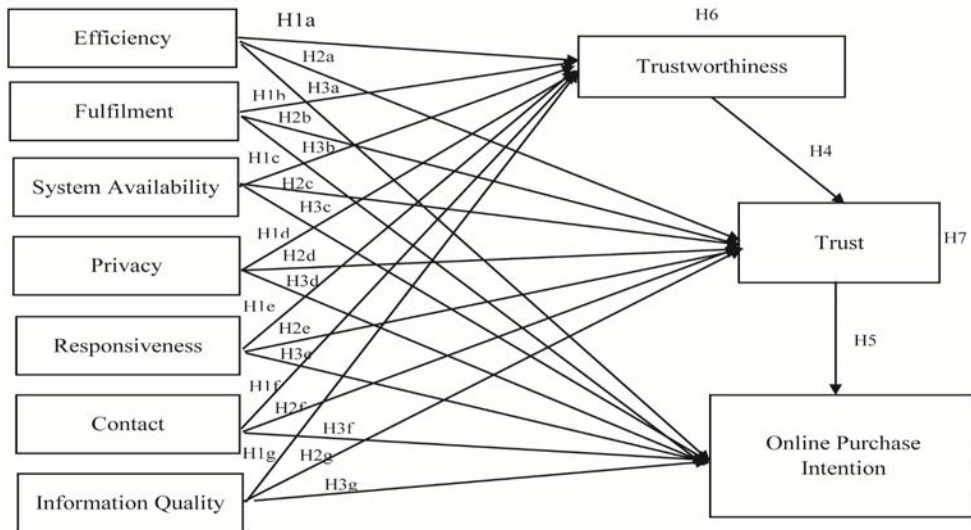 H1a
H6
Efficiency
H2a
Trustworthiness
H3a
H1b
Fulfilment
H2b
H3b
H4
H1c
System Availability
H2c
H3c
H1d
Trust
H7
Privacy
H2d
H3d
H1e
Responsiveness
H2e
H3e
H5
H1f
Contact
H2f
H3f
Online Purchase
Intention
H1g
H2g
H3g
Information Quality